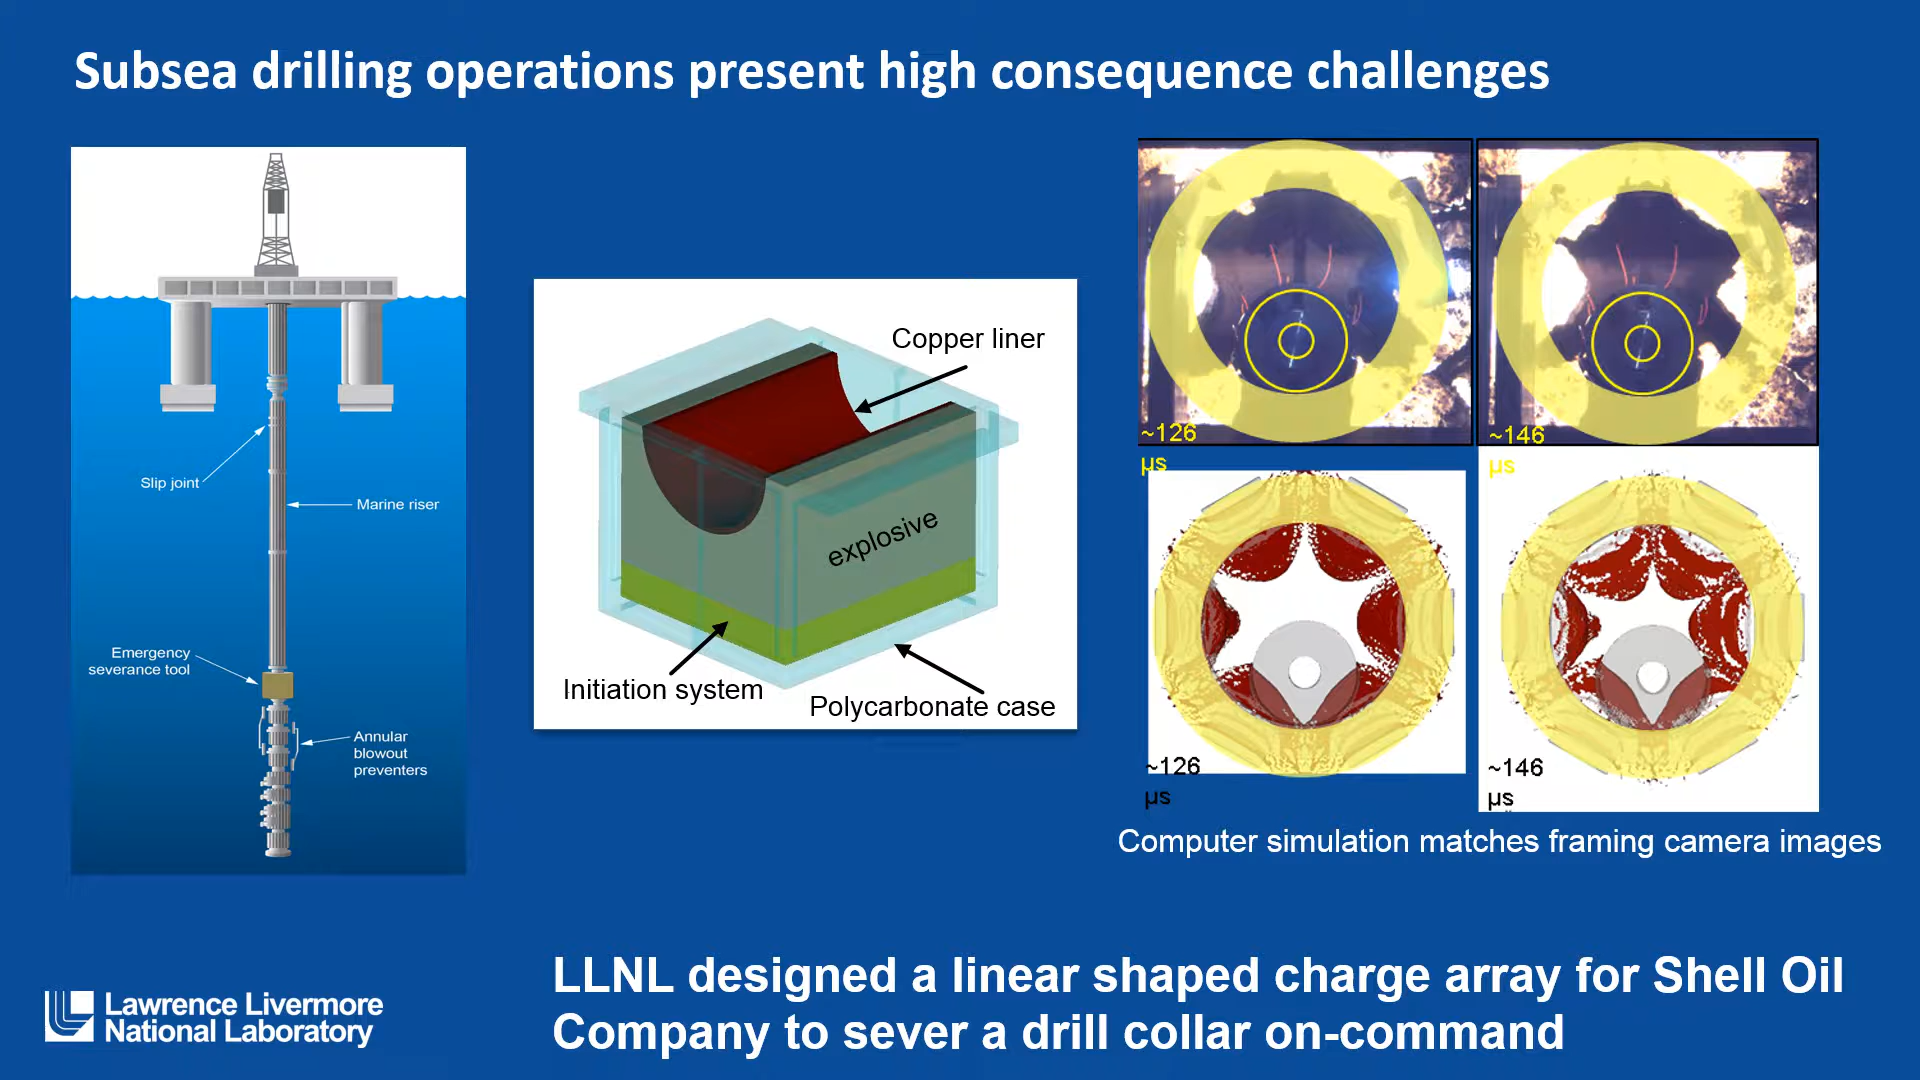 Subsea drilling operations present high consequence challenges
Slip joint
Marine riser
Emergency
severance tool
Annular
blowout
preventers
Copper liner
explosive
Initiation system
Polycarbonate case
~126
µs
~146
µs
~126
µs
~146
µs
Computer simulation matches framing camera images
Lawrence Livermore
National Laboratory
LLNL designed a linear shaped charge array for Shell Oil
Company to sever a drill collar on-command